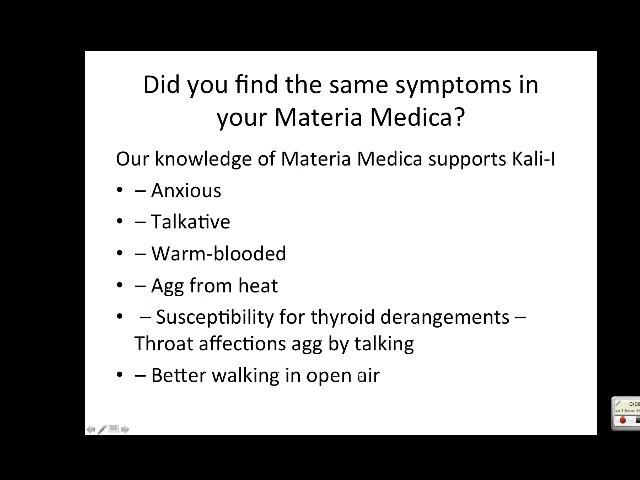 Did you find the same symptoms in
your Materia Medica?
Our knowledge of Materia Medica supports Kali-I
• – Anxious
• – Talkative
• – Warm-blooded
• – Agg from heat
• – Susceptibility for thyroid derangements –
Throat affections agg by talking
• – Better walking in open air